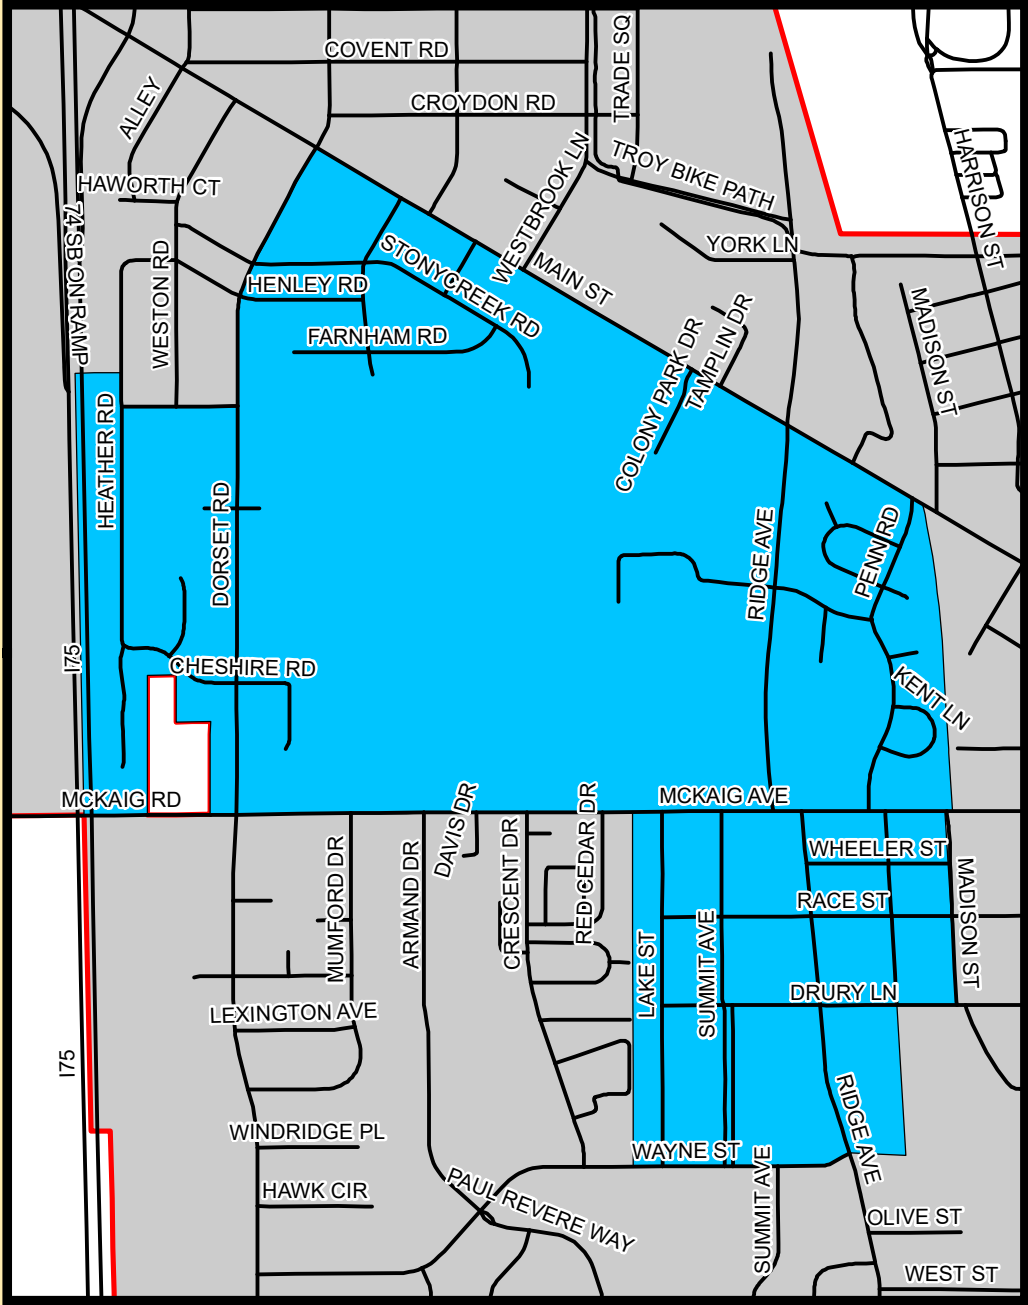 COVENT RD
TRADE SQ
CROYDON RD
ALLEY
HARRISON ST
TROY BIKE PATH
WESTBROOK LN
HAWORTH CT
74 SB ON RAMP
WESTON RD
YORK LN
STONYCREEK RD
MAIN ST
HENLEY RD
FARNHAM RD
MADISON ST
TAMPLIN DR
COLONY PARK DR
HEATHER RD
DORSET RD
RIDGE AVE
PENN RD
I75
CHESHIRE RD
KENT LN
MCKAIG RD
MCKAIG AVE
DAVIS DR
RED CEDAR DR
CRESCENT DR
MUMFORD DR
ARMAND DR
WHEELER ST
RACE ST
MADISON ST
LAKE ST
SUMMIT AVE
DRURY LN
LEXINGTON AVE
I75
RIDGE AVE
WINDRIDGE PL
WAYNE ST
HAWK CIR
PAUL REVERE WAY
SUMMIT AVE
OLIVE ST
WEST ST